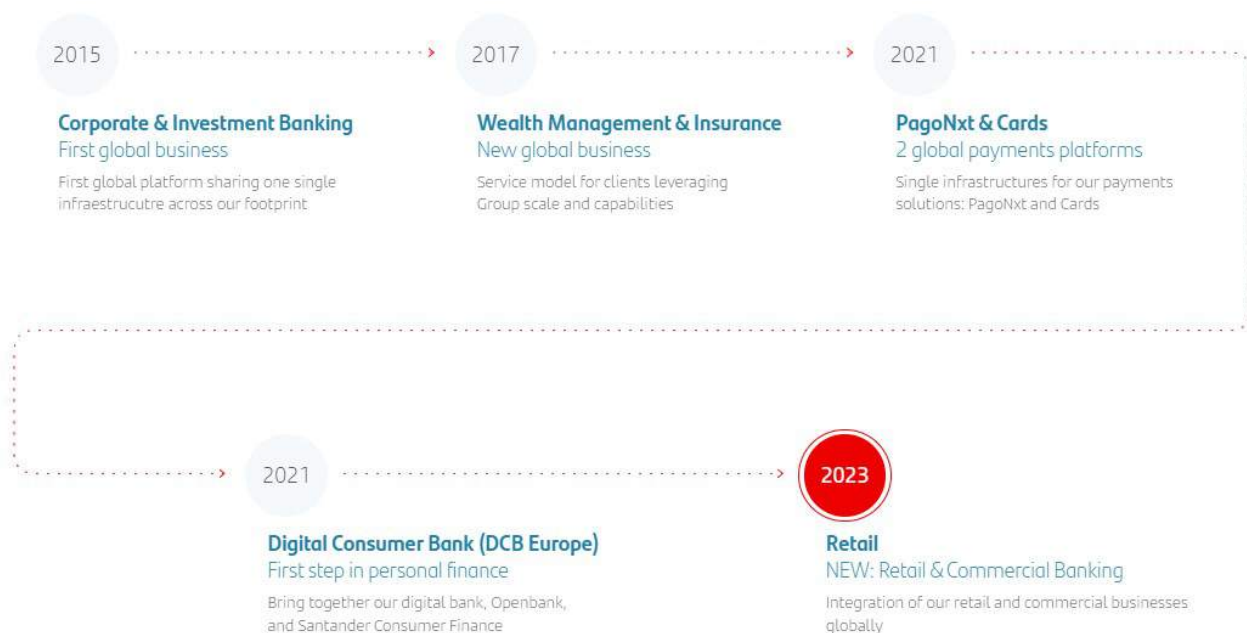 2015
2017
2021
Corporate & Investment Banking
First global business
First global platform sharing one single
infraestrucutre across our footprint
Wealth Management & Insurance
New global business
Service model for clients leveraging
Group scale and capabilities
PagoNxt & Cards
2 global payments platforms
Single infrastructures for our payments
solutions: PagoNxt and Cards
2021
2023
Digital Consumer Bank (DCB Europe)
First step in personal finance
Bring together our digital bank, Openbank,
and Santander Consumer Finance
Retail
NEW: Retail & Commercial Banking
Integration of our retail and commercial businesses
globally